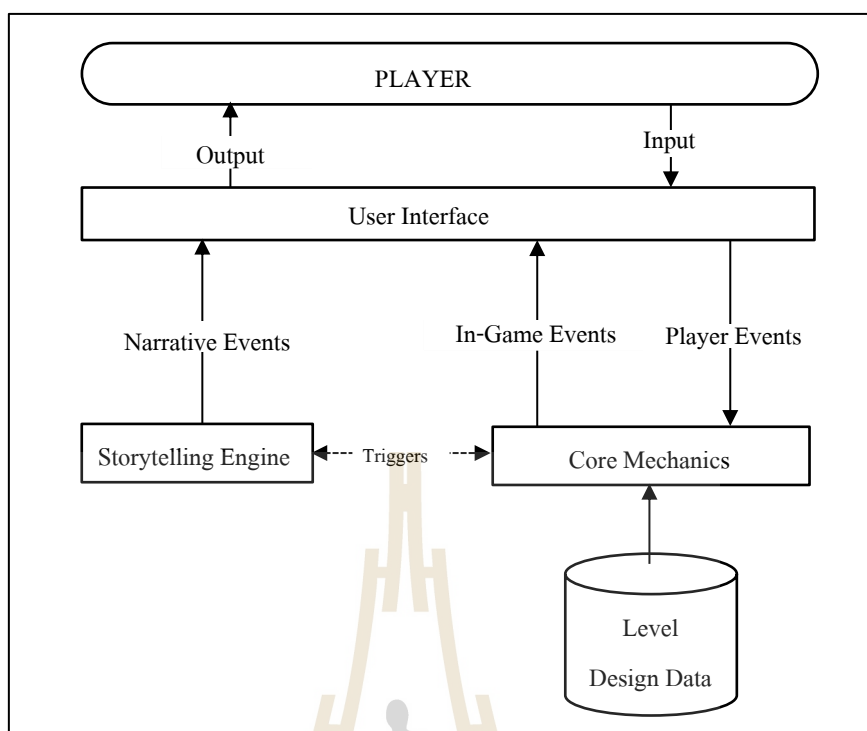 PLAYER
Output
Input
User Interface
Narrative Events
In-Game Events
Player Events
Storytelling Engine
Triggers
Core Mechanics
Level
Design Data